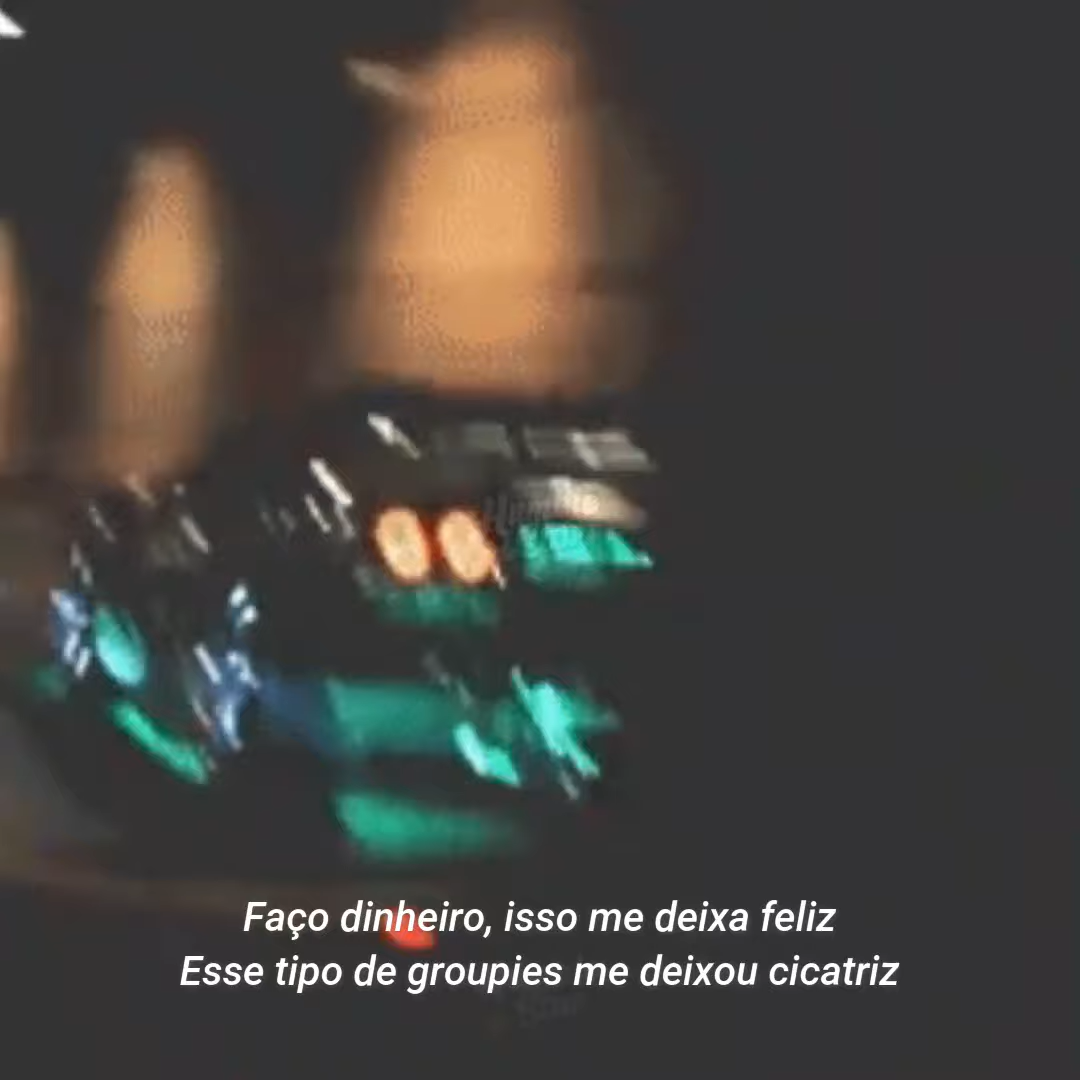 Faço dinheiro, isso me deixa feliz
Esse tipo de groupies me deixou cicatriz